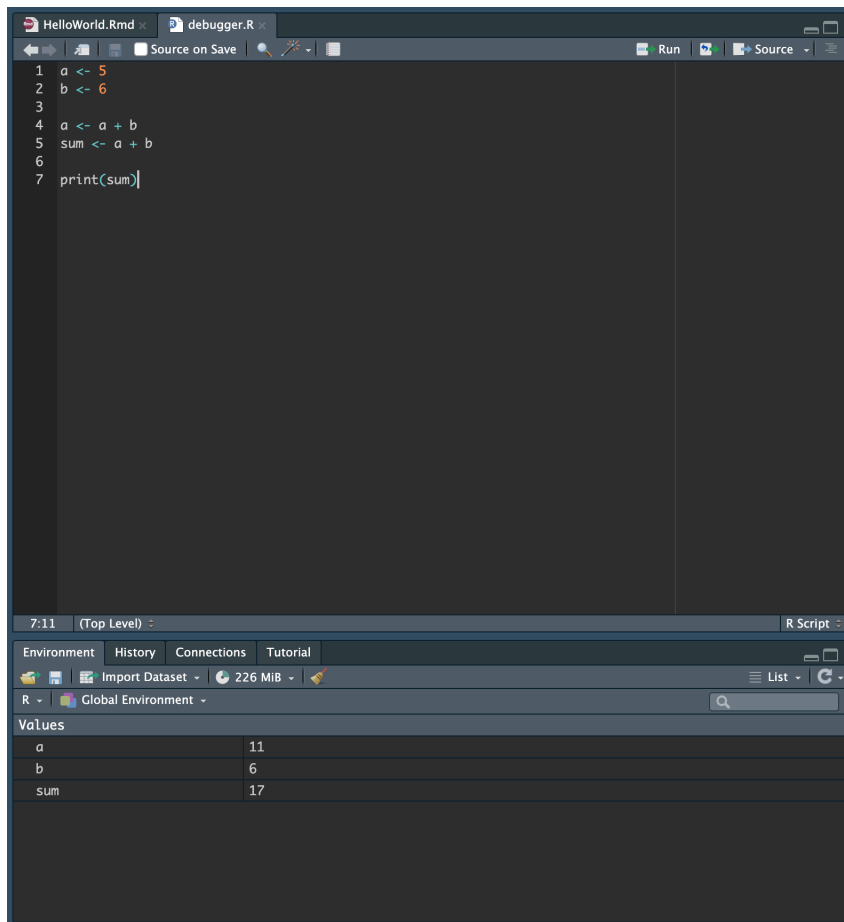 HelloWorld.Rmd debugger.R
Source on Save Run Source
1 a <- 5
2 b <- 6
3
4 a <- a + b
5 sum <- a + b
6
7 print(sum)
7:11 (Top Level) R Script
Environment History Connections Tutorial
Import Dataset 226 MiB List
R Global Environment
Values
a 11
b 6
sum 17